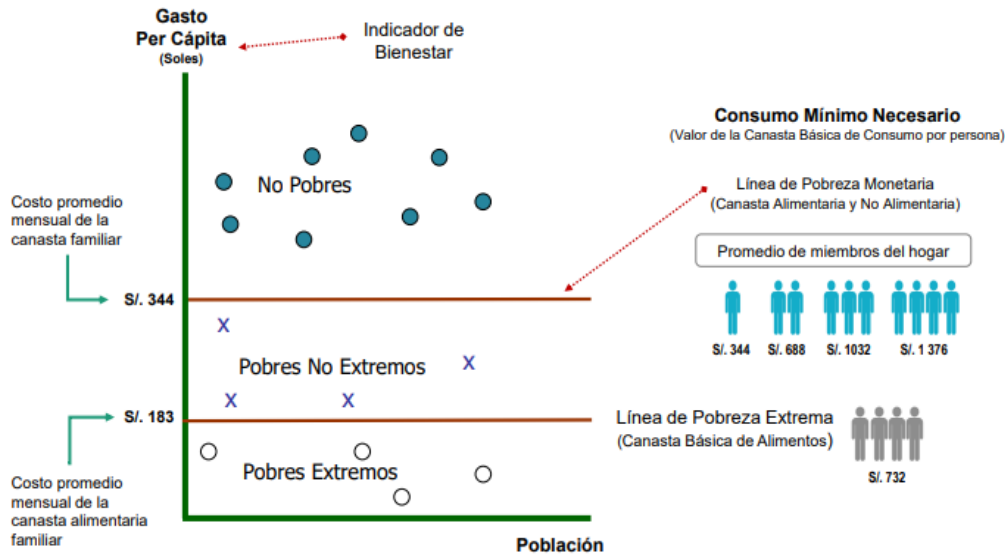 Gasto
Per Cápita
(Soles)
Indicador de
Bienestar
Consumo Mínimo Necesario
(Valor de la Canasta Básica de Consumo por persona)
No Pobres
Línea de Pobreza Monetaria
(Canasta Alimentaria y No Alimentaria)
Costo promedio
mensual de la
canasta familiar
Promedio de miembros del hogar
S/. 344
S/. 344
S/. 688
S/. 1032
S/. 1 376
X
X
Pobres No Extremos
X
X
S/. 183
Línea de Pobreza Extrema
(Canasta Básica de Alimentos)
S/. 732
Pobres Extremos
Costo promedio
mensual de la
canasta alimentaria
familiar
Población